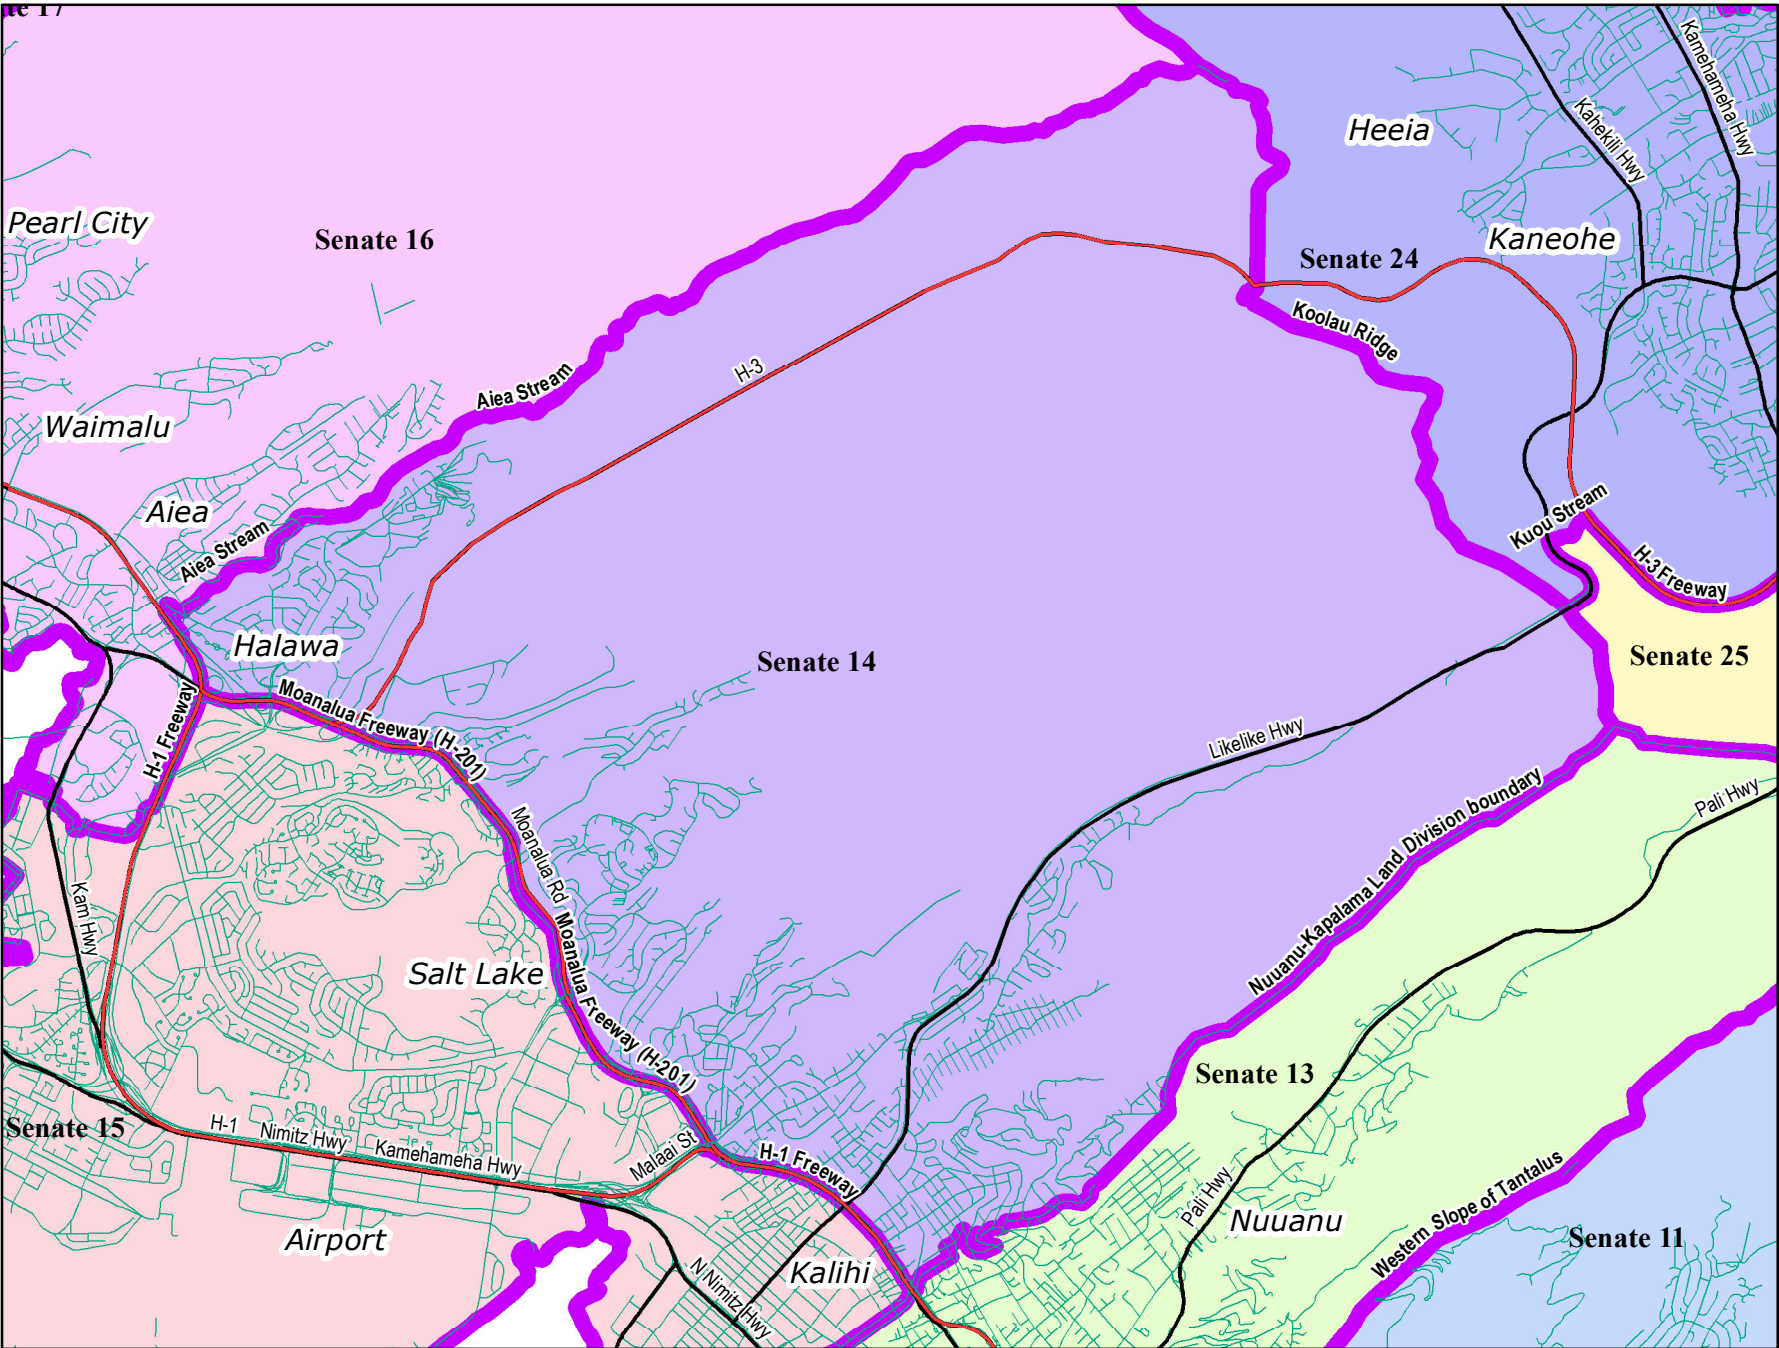 te 17
Kamehameha Hwy
Heeia
Kahekili Hwy
Pearl City
Senate 16
Kaneohe
Senate 24
Koolau Ridge
H-3
Aiea Stream
Waimalu
Aiea
Kuou Stream
Aiea Stream
H-3 Freeway
Halawa
Senate 14
Senate 25
Moanalua Freeway (H-201)
H-1 Freeway
Likelike Hwy
Nuuanu-Kapalama Land Division boundary
Pali Hwy
Moanalua Rd
Kam Hwy
Salt Lake
Moanalua Freeway (H-201)
Senate 13
Senate 15
H-1
Nimitz Hwy
Kamehameha Hwy
Malaai St
H-1 Freeway
Pali Hwy
Western Slope of Tantalus
Airport
Nuuanu
Senate 11
Kalihi
N Nimitz Hwy